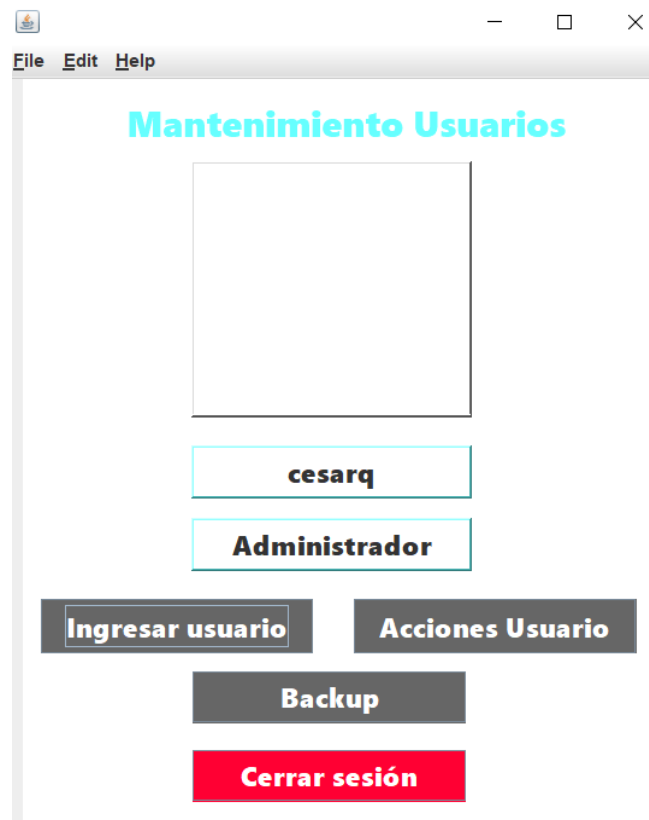 File Edit Help
Mantenimiento Usuarios
cesarq
Administrador
Ingresar usuario Acciones Usuario
Backup
Cerrar sesión